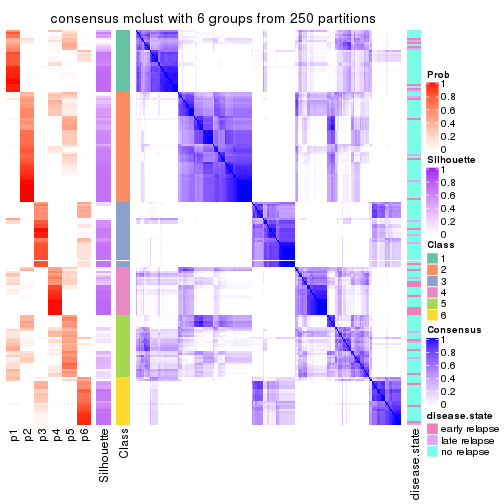 consensus mclust with 6 groups from 250 partitions
Prob
1
0.8
0.6
0.4
0.2
0
Silhouette
1
0.8
0.6
0.4
0.2
0
Class
1
2
3
4
5
6
Consensus
1
0.8
0.6
0.4
0.2
0
disease.state
early relapse
late relapse
no relapse
p1
p2
p3
p4
p5
p6
Silhouette
Class
disease.state